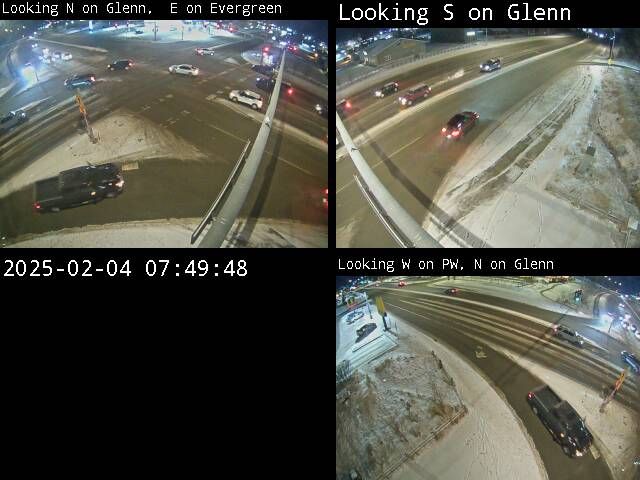 Looking N on Glenn,  E on Evergreen
Looking S on Glenn
2025-02-04 07:49:48
Looking W on PW, N on Glenn